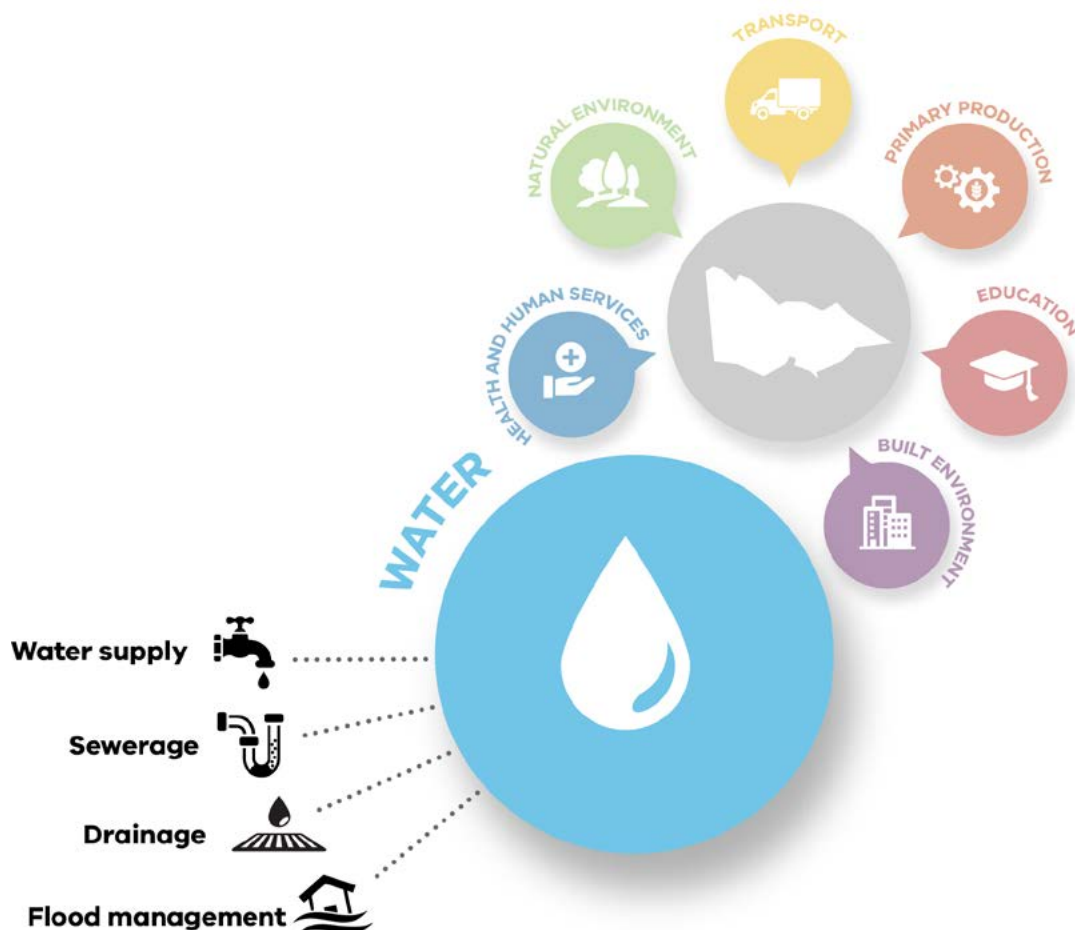 TRANSPORT
NATURAL ENVIRONMENT
PRIMARY PRODUCTION
HEALTH AND HUMAN SERVICES
EDUCATION
WATER
BUILT ENVIRONMENT
Water supply
Sewerage
Drainage
Flood management